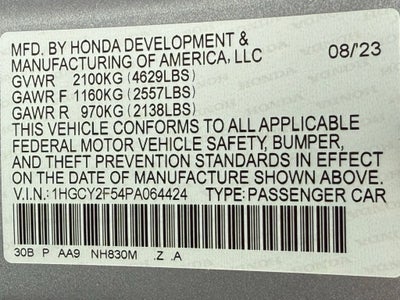 MFD. BY HONDA DEVELOPMENT &
MANUFACTURING OF AMERICA, LLC 08/'23
GVWR 2100KG (4629LBS)
GAWR F 1160KG (2557LBS)
GAWR R 970KG (2138LBS)
THIS VEHICLE CONFORMS TO ALL APPLICABLE
FEDERAL MOTOR VEHICLE SAFETY, BUMPER,
AND THEFT PREVENTION STANDARDS IN EFFECT
ON THE DATE OF MANUFACTURE SHOWN ABOVE.
V.I.N.: 1HGCY2F54PA064424 TYPE: PASSENGER CAR
30B P AA9 NH830M .Z .A